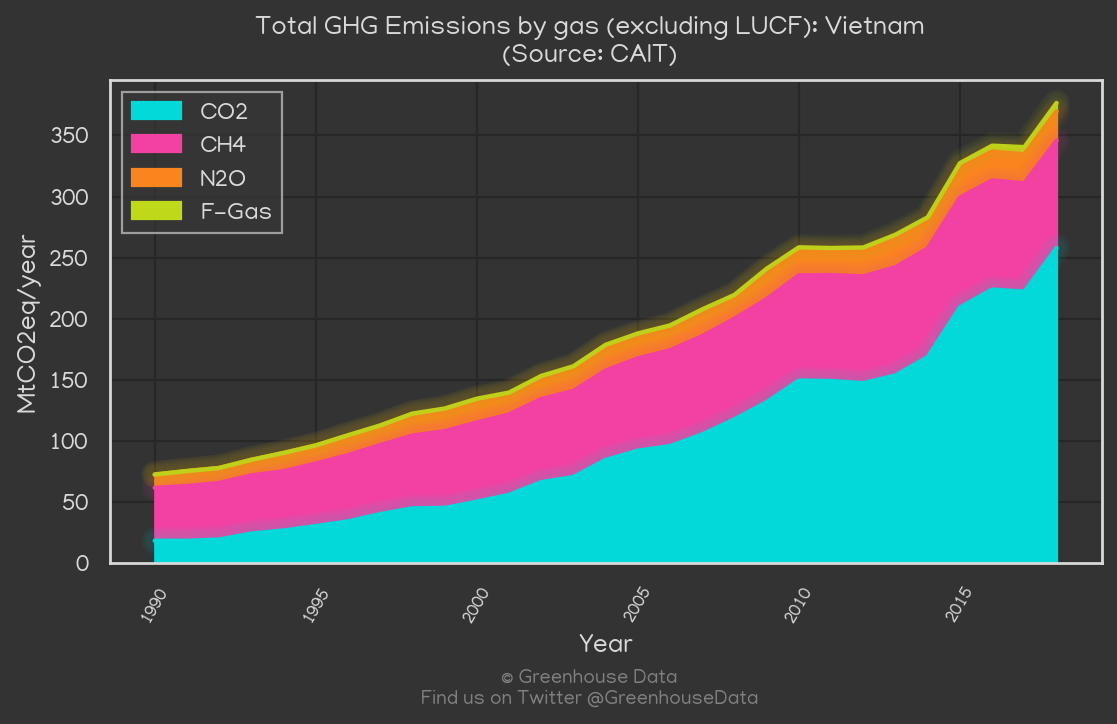 Total GHG Emissions by gas (excluding LUCF): Vietnam
(Source: CAIT)
CO2
CH4
N2O
F-Gas
MtCO2eq/year
350
300
250
200
150
100
50
0
1990
1995
2000
2005
2010
2015
Year
© Greenhouse Data
Find us on Twitter @GreenhouseData